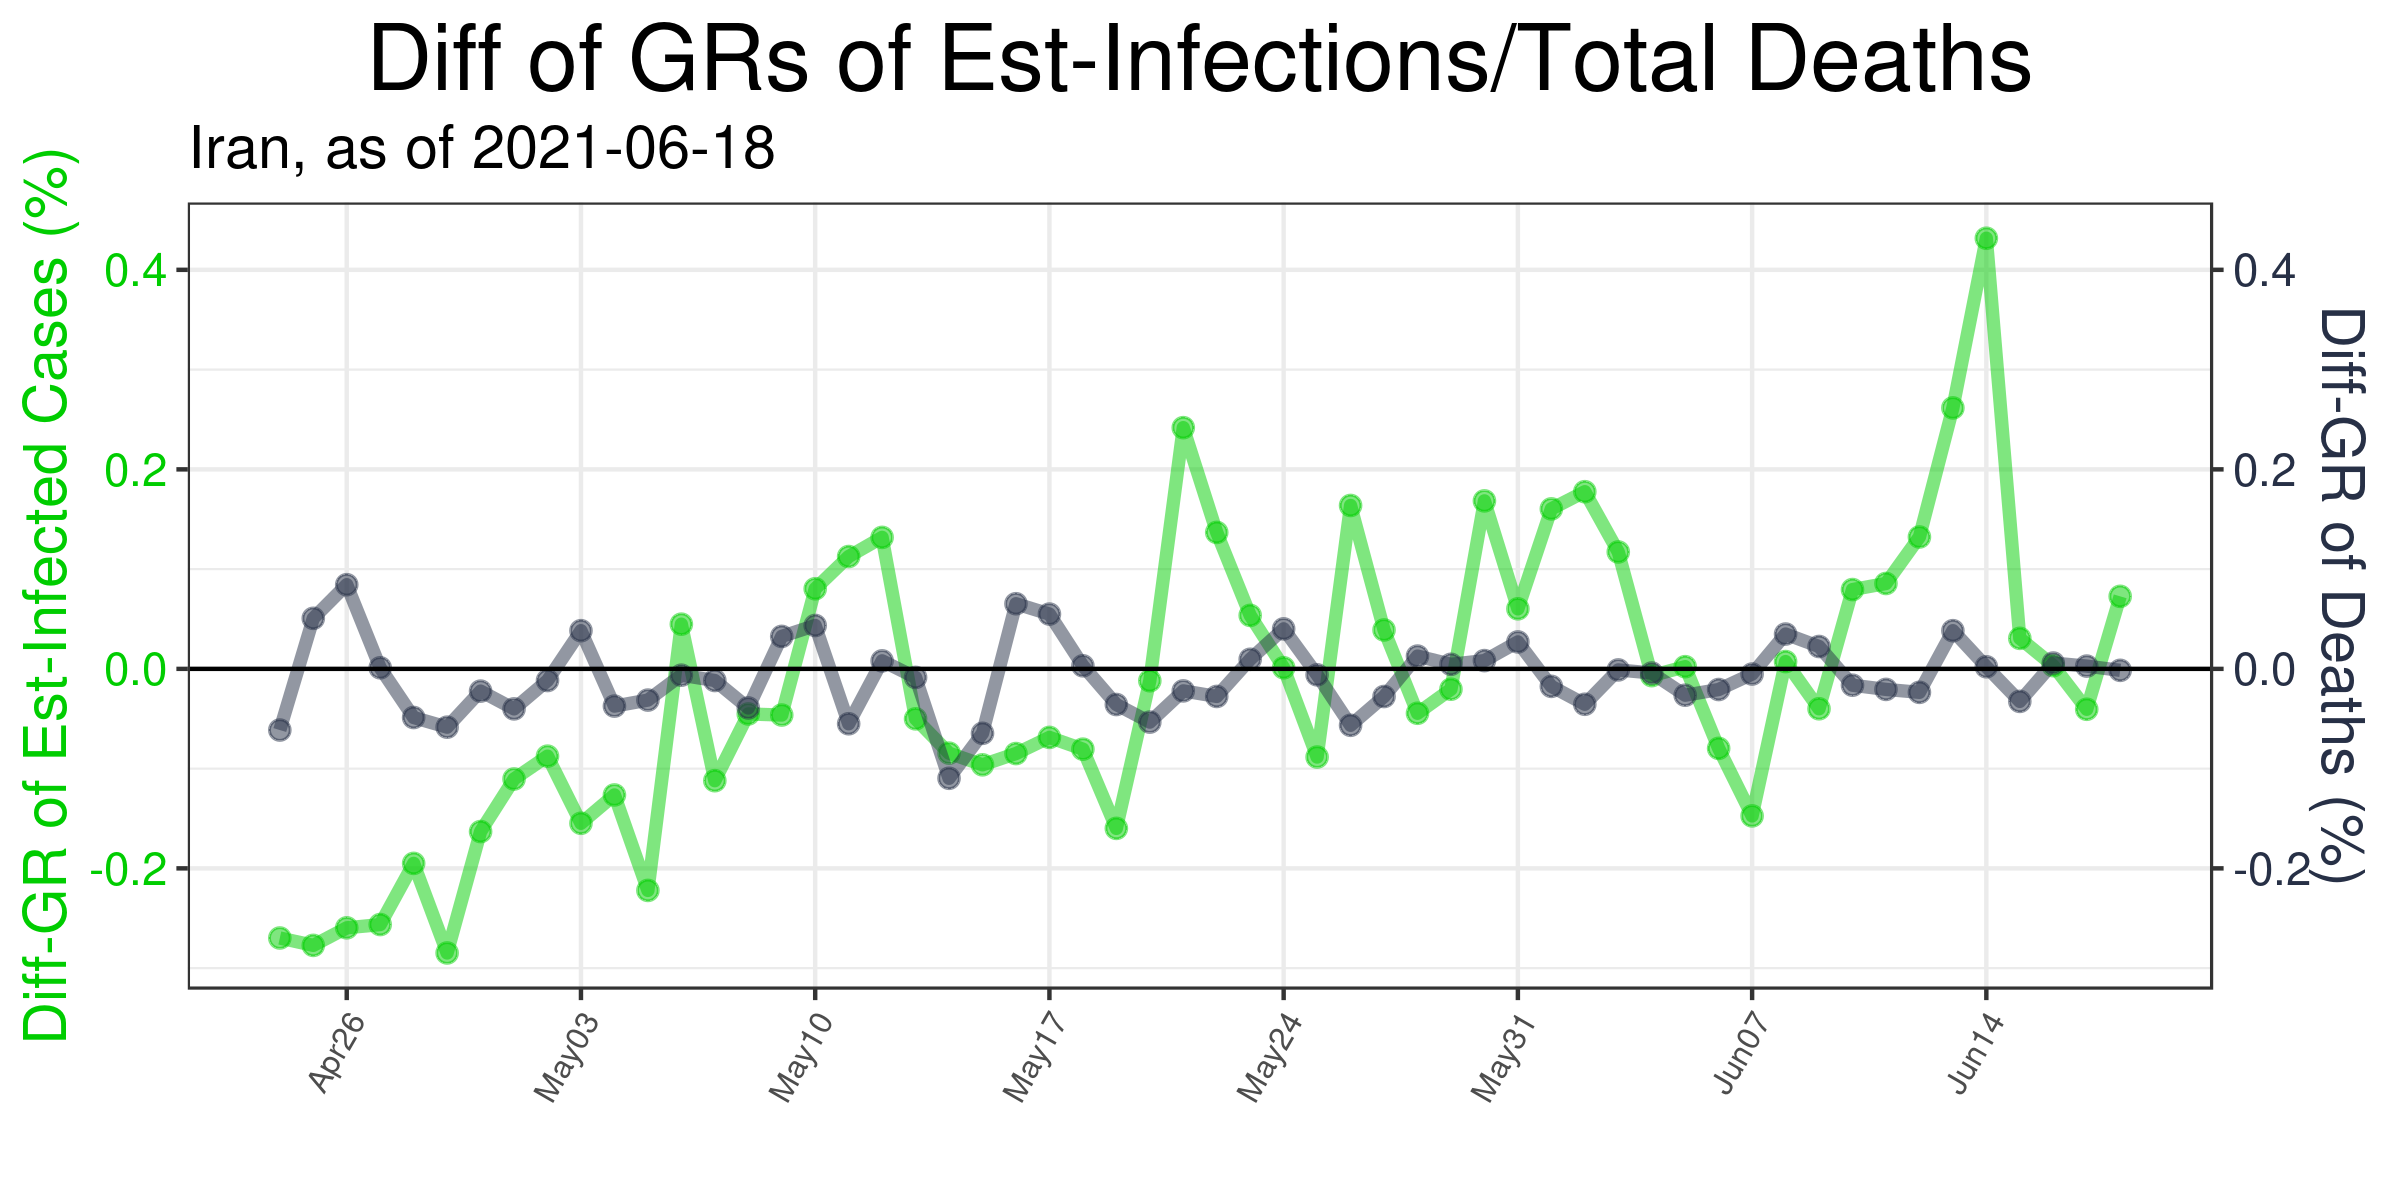 Diff of GRs of Est-Infections/Total Deaths
Iran, as of 2021-06-18
Diff-GR of Est-Infected Cases (%)
0.4
0.2
0.0
-0.2
0.4
0.2
0.0
-0.2
Diff-GR of Deaths (%)
Apr26
May03
May10
May17
May24
May31
Jun07
Jun14